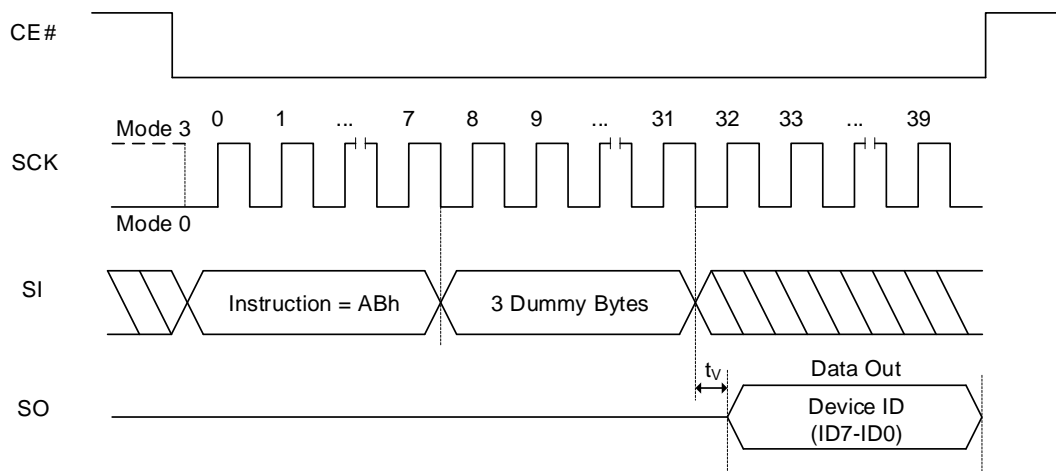 CE#
0 1 ... 7 8 9 ... 31 32 33 ... 39
Mode 3
SCK
Mode 0
SI
Instruction = ABh
3 Dummy Bytes
tV
Data Out
SO
Device ID
(ID7-ID0)